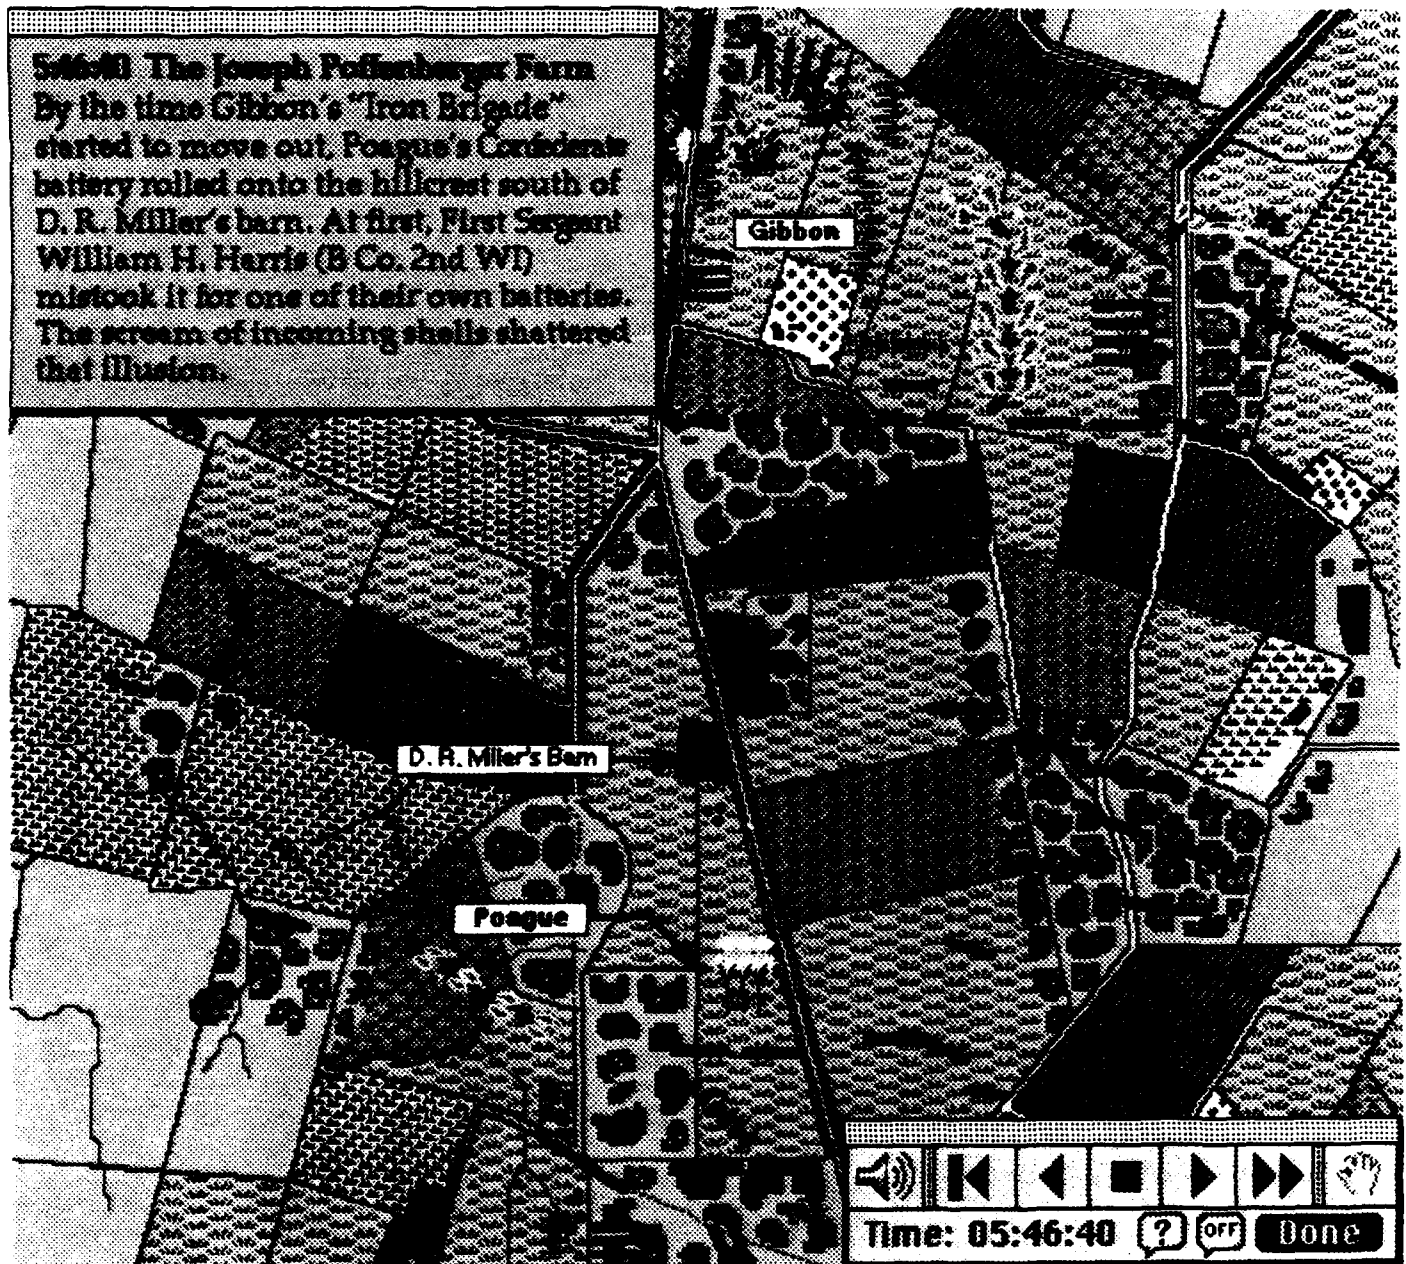 The Joseph Poffenberger Farm
By the time Gibbon's "Iron Brigade"
started to move out, Poague's Confederate
battery rolled onto the hillcrest south of
D. R. Miller's barn. At first, First Sergeant
William H. Harris (B Co. 2nd WI)
mistook it for one of their own batteries.
The scream of incoming shells shattered
that illusion.
Gibbon
D. R. Miller's Barn
Poague
Time: 05:46:40 ? OFF Done